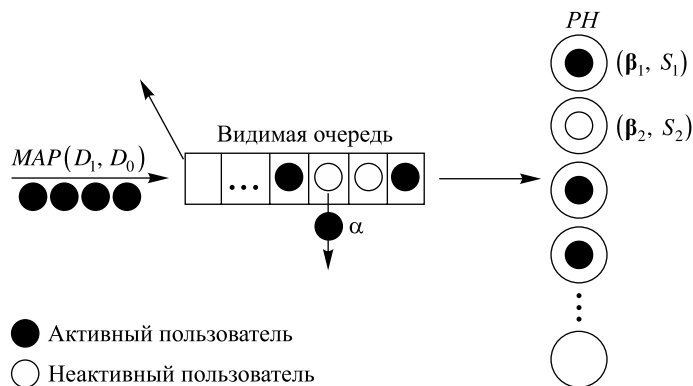 PH
(β₁, S₁)
(β₂, S₂)
Видимая очередь
MAP(D₁, D₀)
...
α
Активный пользователь
Неактивный пользователь